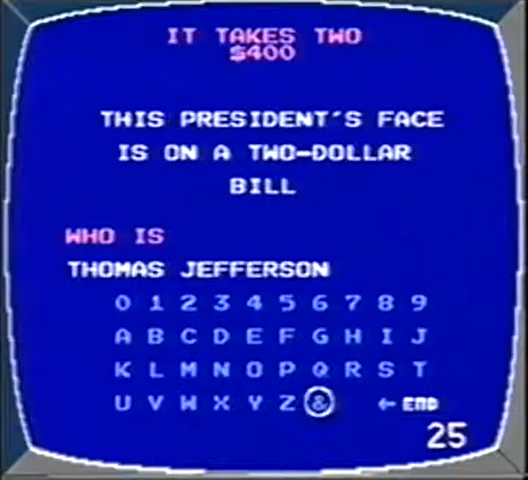 IT TAKES TWO
$400
THIS PRESIDENT'S FACE
IS ON A TWO-DOLLAR
BILL
WHO IS
THOMAS JEFFERSON
0 1 2 3 4 5 6 7 8 9
A B C D E F G H I J
K L M N O P Q R S T
U V W X Y Z & ← END
25